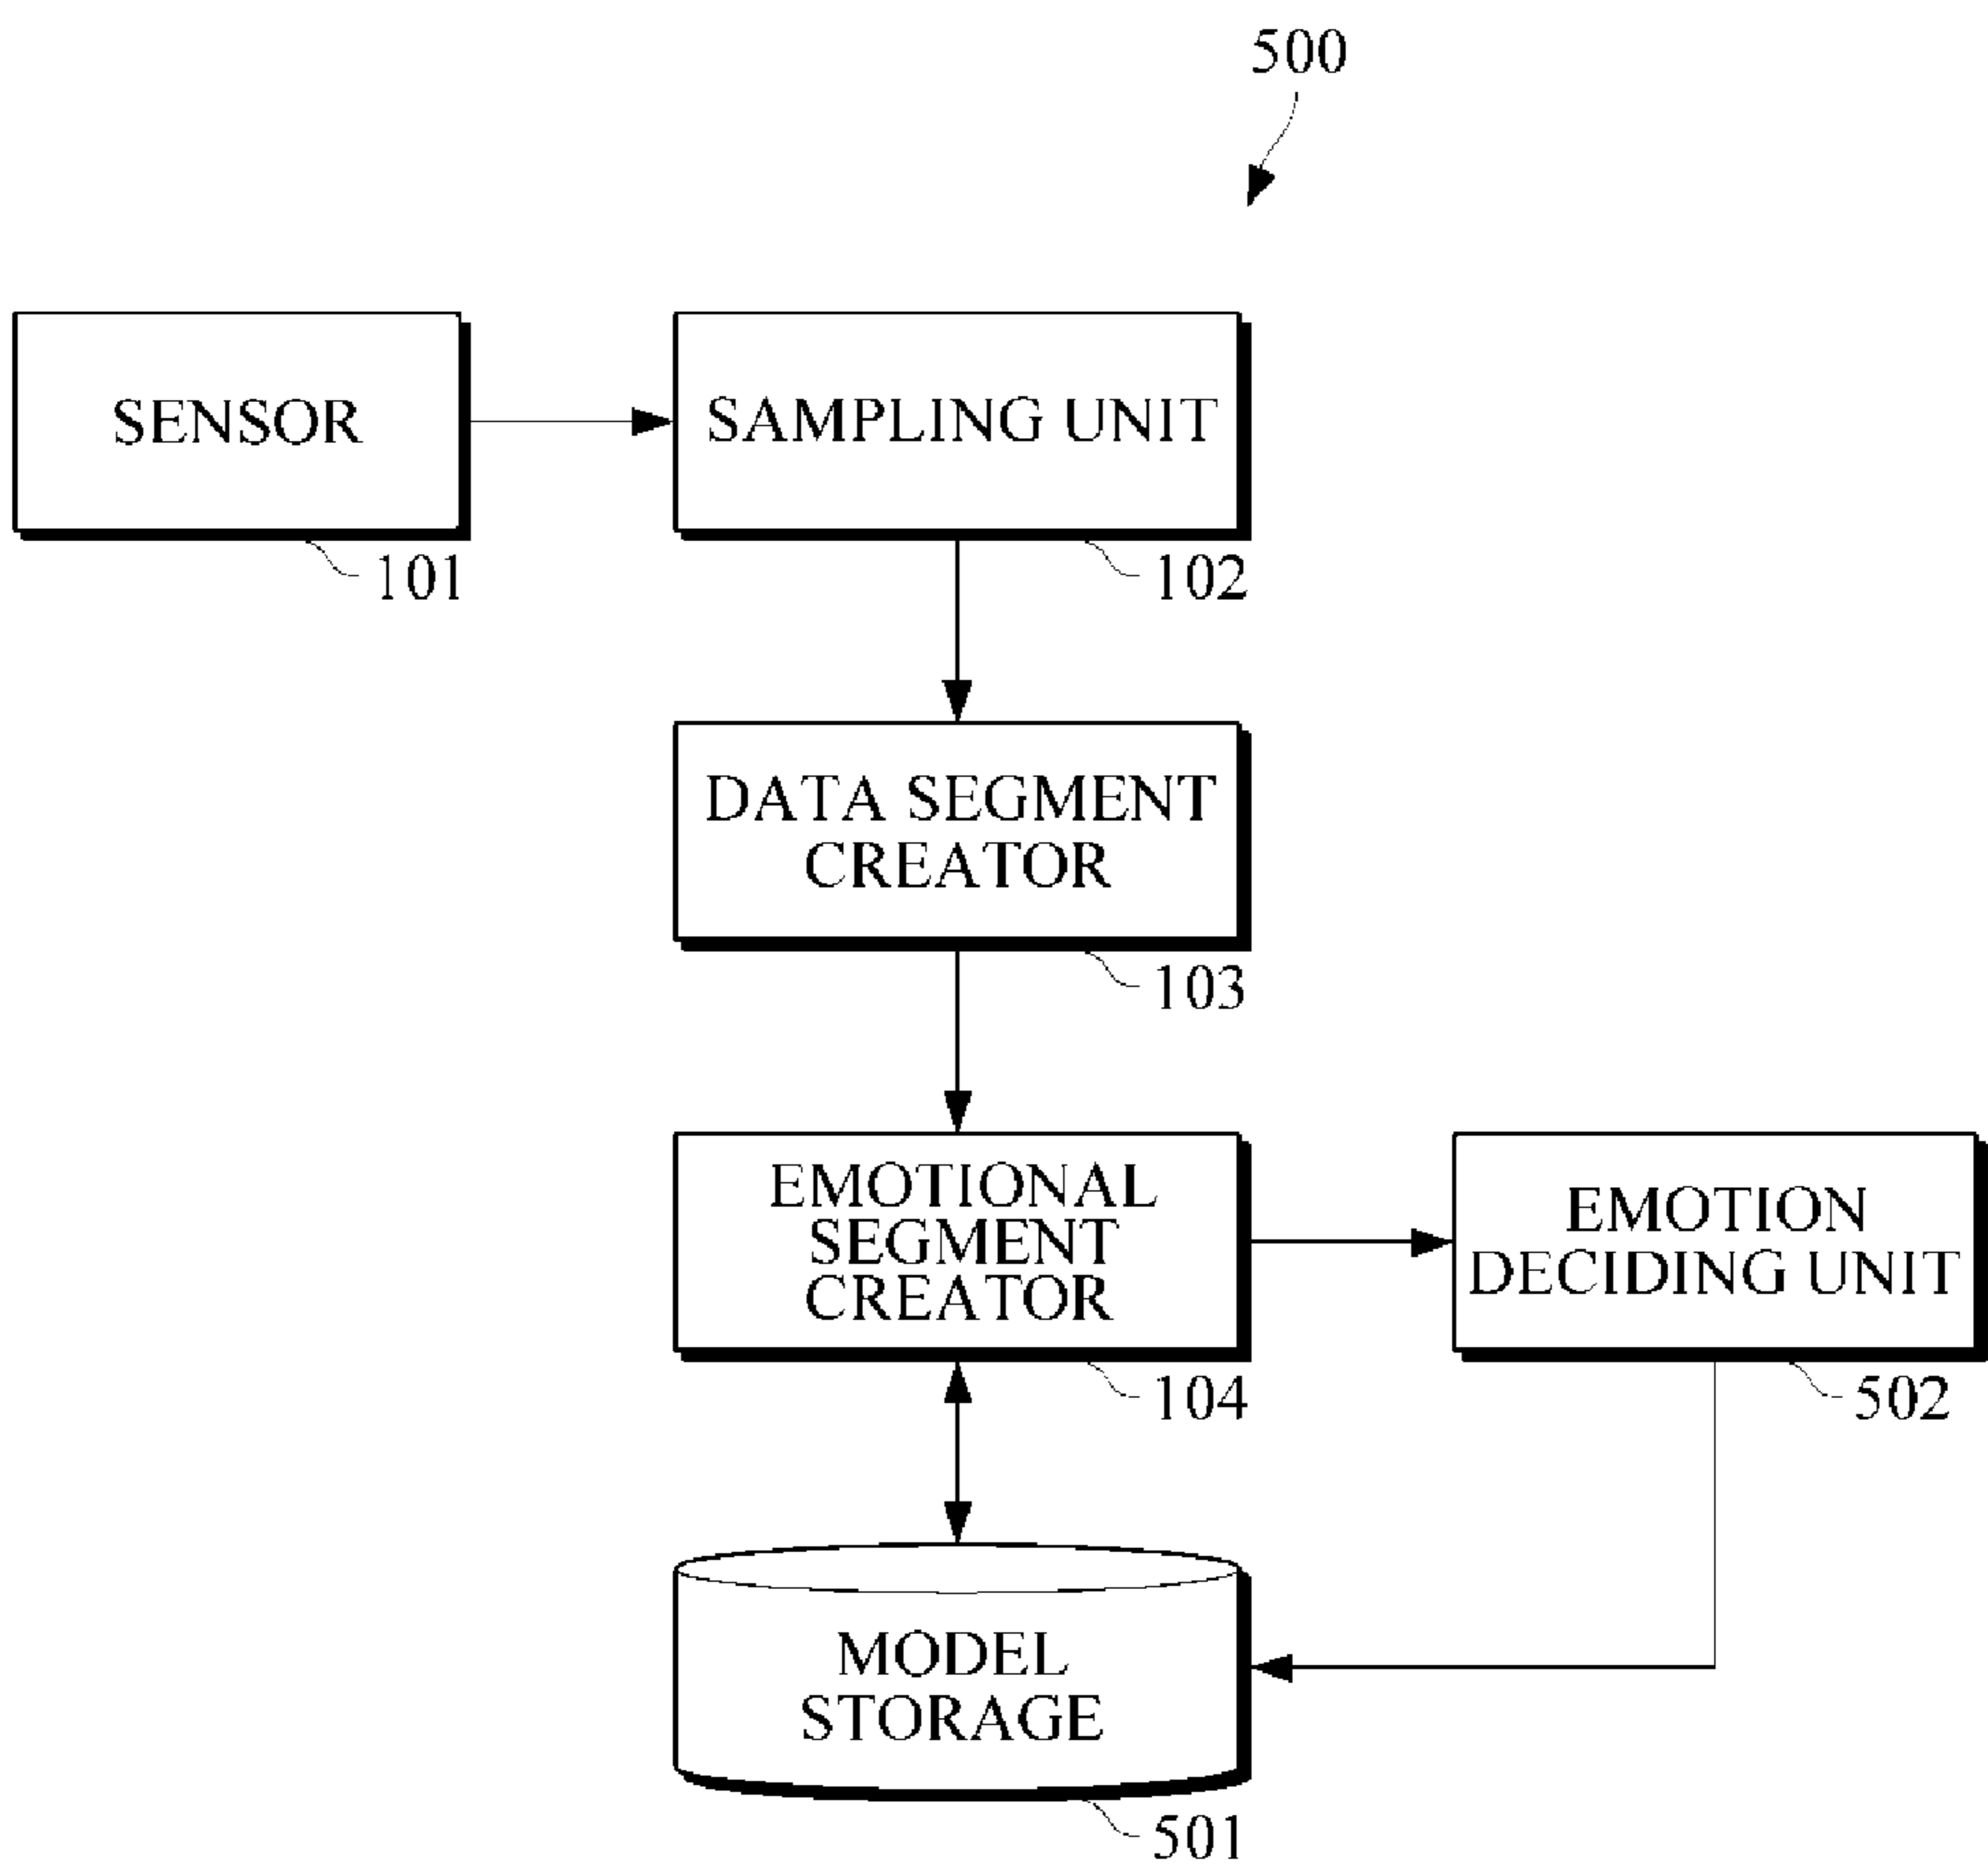 500
SENSOR
SAMPLING UNIT
101
102
DATA SEGMENT
CREATOR
103
EMOTIONAL
SEGMENT
CREATOR
EMOTION
DECIDING UNIT
104
502
MODEL
STORAGE
501